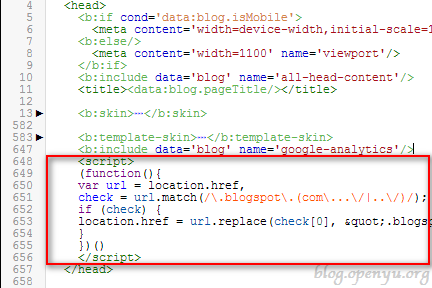 4 <head>
5 <b:if cond='data:blog.isMobile'>
6 <meta content='width=device-width,initial-scale=1
7 <b:else/>
8 <meta content='width=1100' name='viewport'/>
9 </b:if>
10 <b:include data='blog' name='all-head-content'/>
11 <title><data:blog.pageTitle/></title>
12
13 <b:skin>…</b:skin>
582
583 <b:template-skin>…</b:template-skin>
647 <b:include data='blog' name='google-analytics'/>
648 <script>
649 (function(){
650 var url = location.href,
651 check = url.match(/\.blogspot\.(com\...\/|..\/)/);
652 if (check) {
653 location.href = url.replace(check[0], &quot;.blogs
654 }
655 })()
656 </script>
657 </head>
658
blog.openyu.org